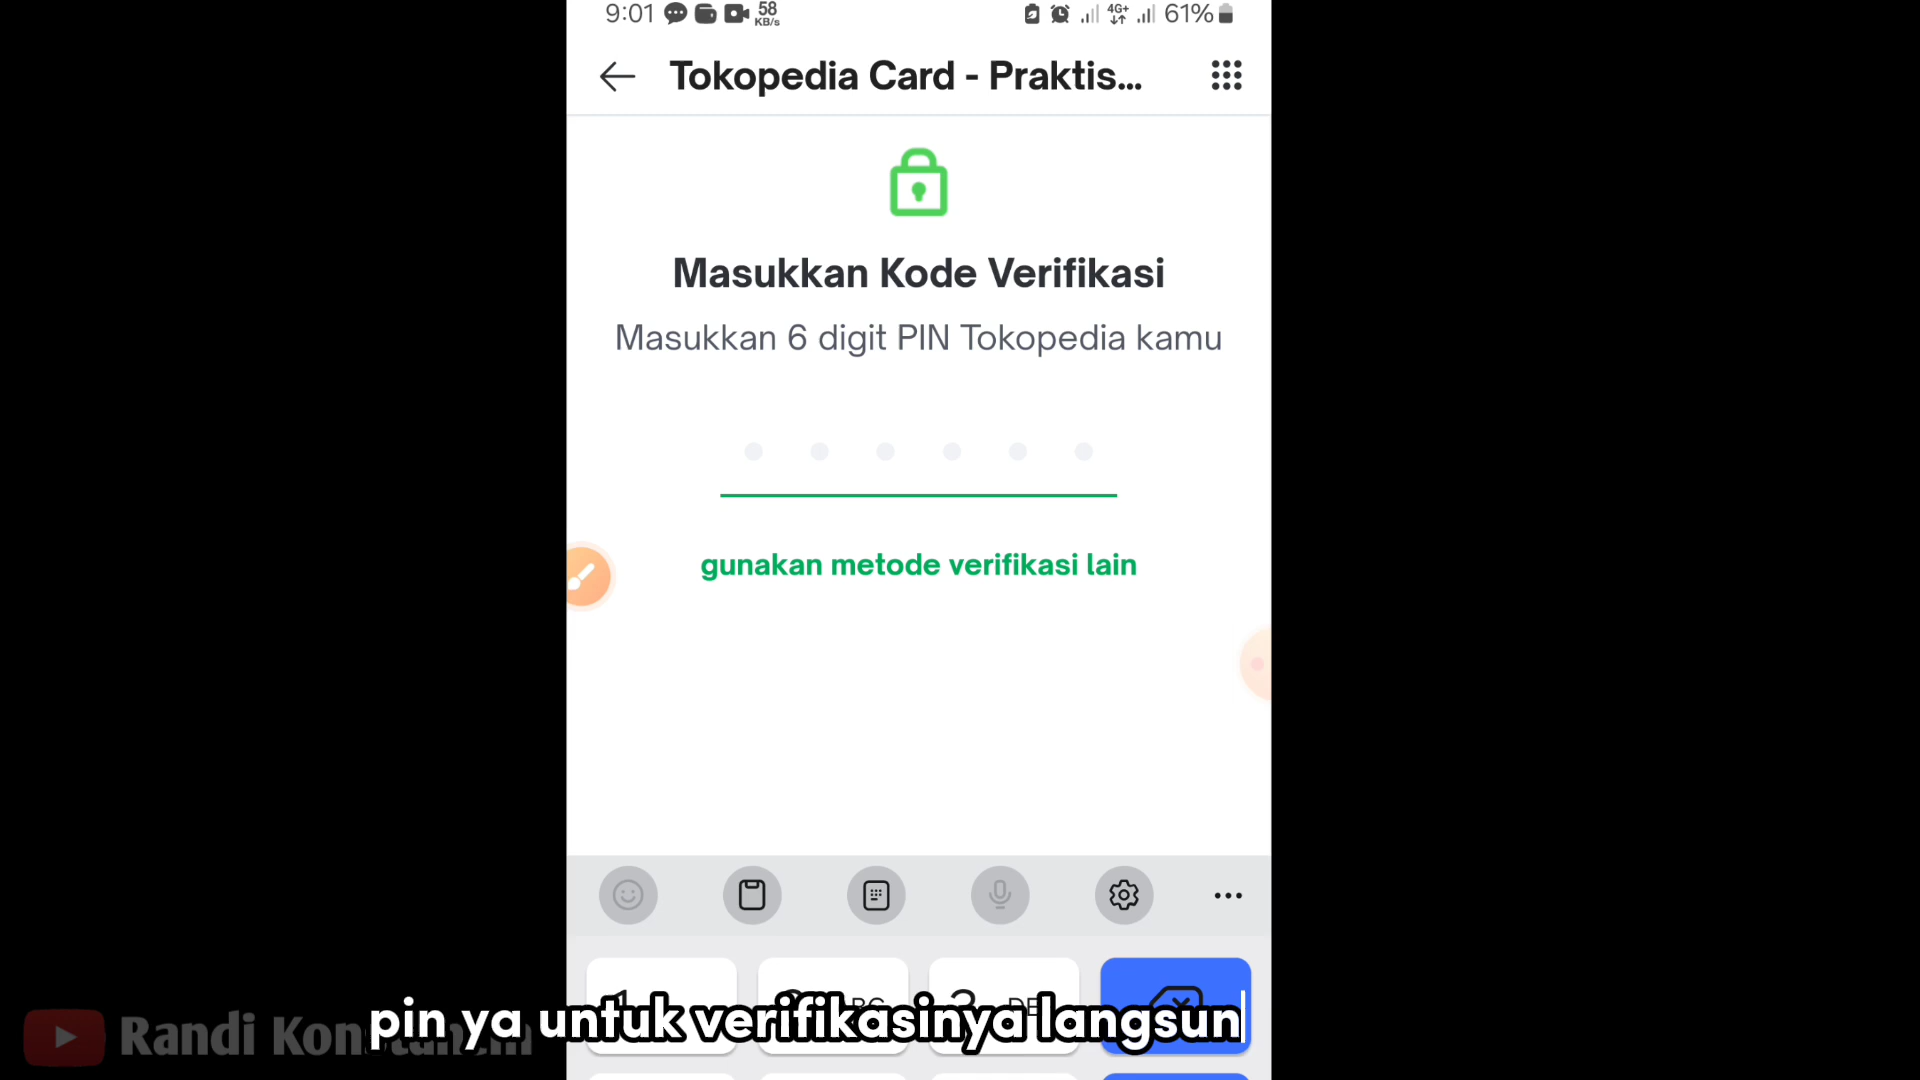 9:01 58 KB/s 4G+ 61%
Tokopedia Card - Praktis...
Masukkan Kode Verifikasi
Masukkan 6 digit PIN Tokopedia kamu
gunakan metode verifikasi lain
pin ya untuk verifikasinya langsun
Randi